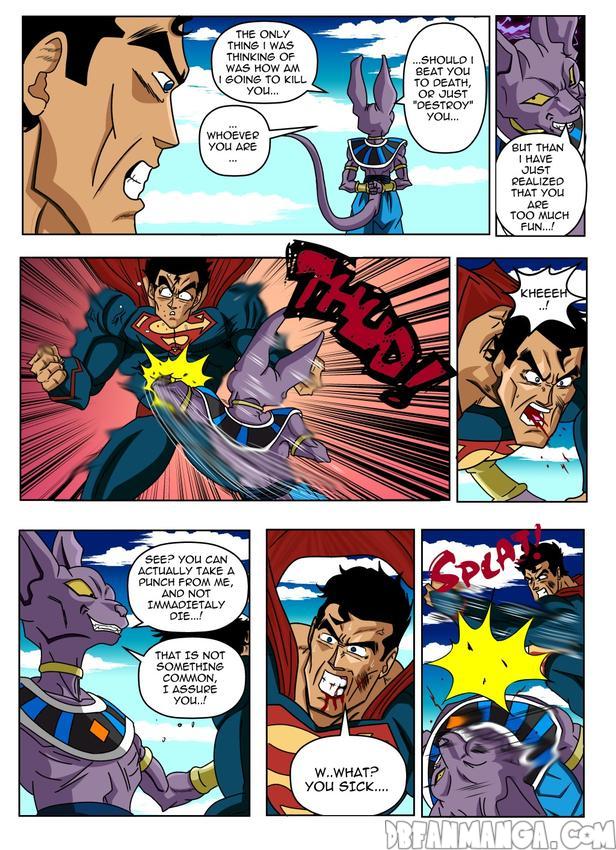 THE ONLY
THING I WAS
THINKING OF
WAS HOW AM
I GOING TO KILL
YOU...
...
WHOEVER
YOU ARE
...
...SHOULD I
BEAT YOU
TO DEATH,
OR JUST
"DESTROY"
YOU...
BUT THAN
I HAVE
JUST
REALIZED
THAT YOU
ARE
TOO MUCH
FUN...!
THUD!
KHEEEH
..!
SEE? YOU CAN
ACTUALLY TAKE A
PUNCH FROM ME,
AND NOT
IMMADIETALY
DIE...!
THAT IS NOT
SOMETHING
COMMON,
I ASSURE
YOU..!
W..WHAT?
YOU SICK....
SPLAT!
DBFANMANGA.COM